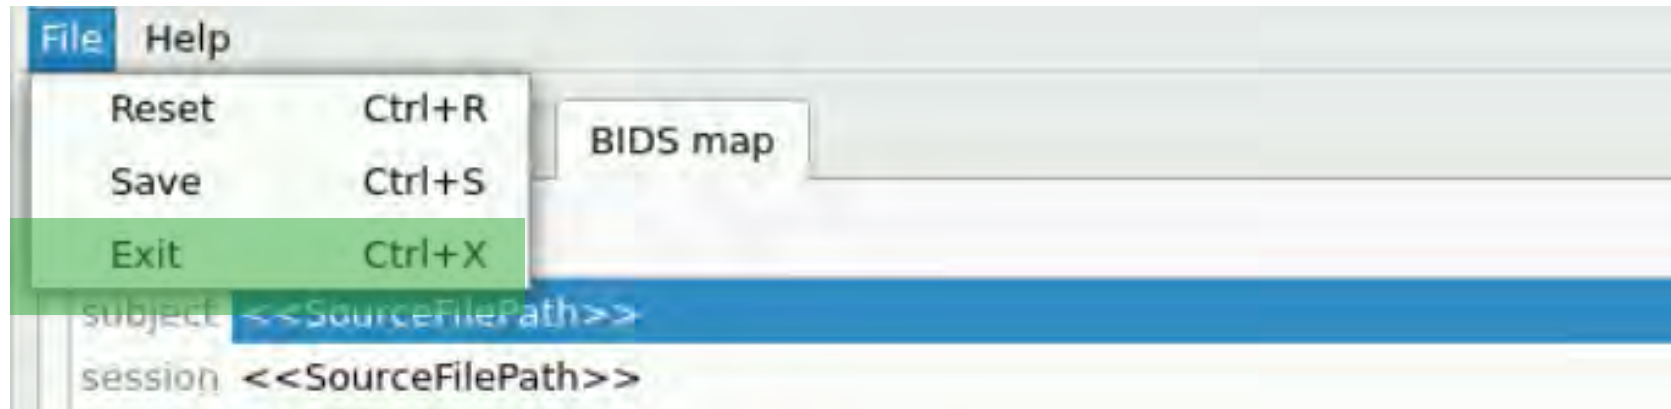 File Help
Reset Ctrl+R
BIDS map
Save Ctrl+S
Exit Ctrl+X
subject <<SourceFilePath>>
session <<SourceFilePath>>